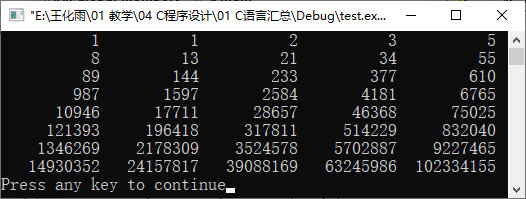 "E:\王化雨\01 教学\04 C程序设计\01 C语言汇总\Debug\test.ex...
1 1 2 3 5
8 13 21 34 55
89 144 233 377 610
987 1597 2584 4181 6765
10946 17711 28657 46368 75025
121393 196418 317811 514229 832040
1346269 2178309 3524578 5702887 9227465
14930352 24157817 39088169 63245986 102334155
Press any key to continue